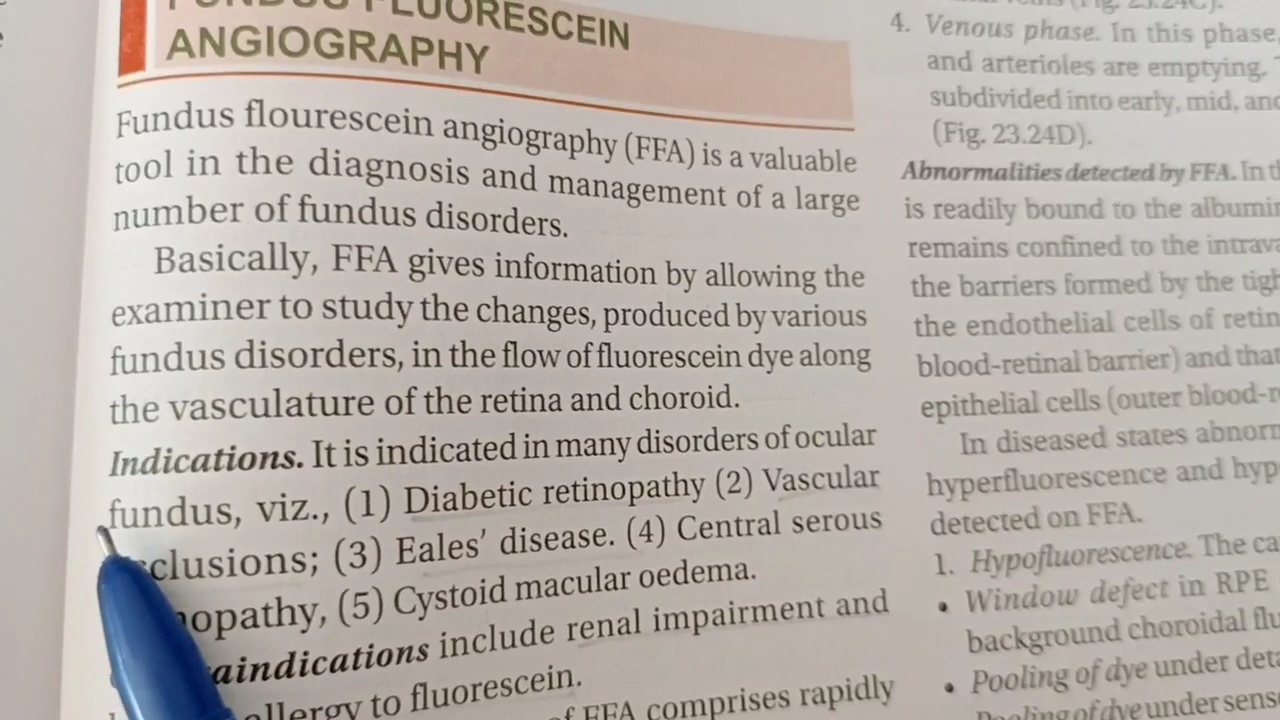 FUNDUS FLUORESCEIN
ANGIOGRAPHY
Fundus flourescein angiography (FFA) is a valuable
tool in the diagnosis and management of a large
number of fundus disorders.
Basically, FFA gives information by allowing the
examiner to study the changes, produced by various
fundus disorders, in the flow of fluorescein dye along
the vasculature of the retina and choroid.
Indications. It is indicated in many disorders of ocular
fundus, viz., (1) Diabetic retinopathy (2) Vascular
clusions; (3) Eales' disease. (4) Central serous
nopathy, (5) Cystoid macular oedema.
aindications include renal impairment and
allergy to fluorescein.
of FFA comprises rapidly
4. Venous phase. In this phase,
and arterioles are emptying.
subdivided into early, mid, and
(Fig. 23.24D).
Abnormalities detected by FFA. In
is readily bound to the albumin
remains confined to the intrava
the barriers formed by the tigh
the endothelial cells of retin
blood-retinal barrier) and that
epithelial cells (outer blood-r
In diseased states abnorm
hyperfluorescence and hyp
detected on FFA.
1. Hypofluorescence. The ca
• Window defect in RPE
background choroidal flu
• Pooling of dye under deta
Pooling of dye under sens